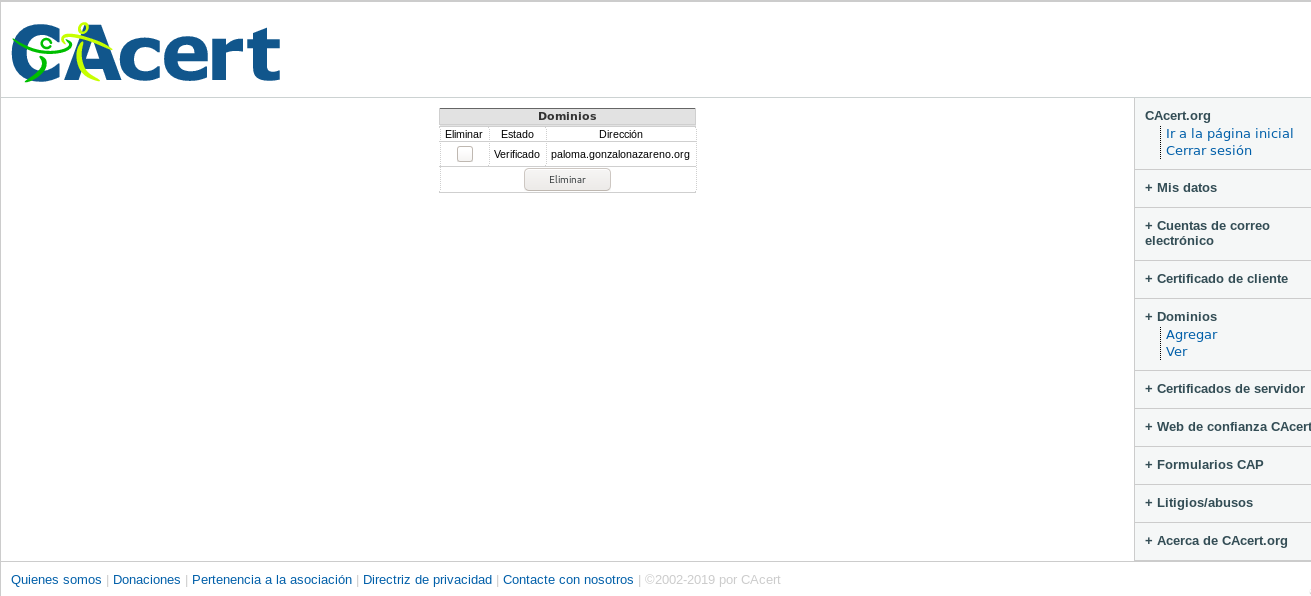 CAcert
Dominios
Eliminar Estado Dirección
Verificado paloma.gonzalonazareno.org
Eliminar
CAcert.org
Ir a la página inicial
Cerrar sesión
+ Mis datos
+ Cuentas de correo
electrónico
+ Certificado de cliente
+ Dominios
Agregar
Ver
+ Certificados de servidor
+ Web de confianza CAcert
+ Formularios CAP
+ Litigios/abusos
+ Acerca de CAcert.org
Quienes somos | Donaciones | Pertenencia a la asociación | Directriz de privacidad | Contacte con nosotros | ©2002-2019 por CAcert